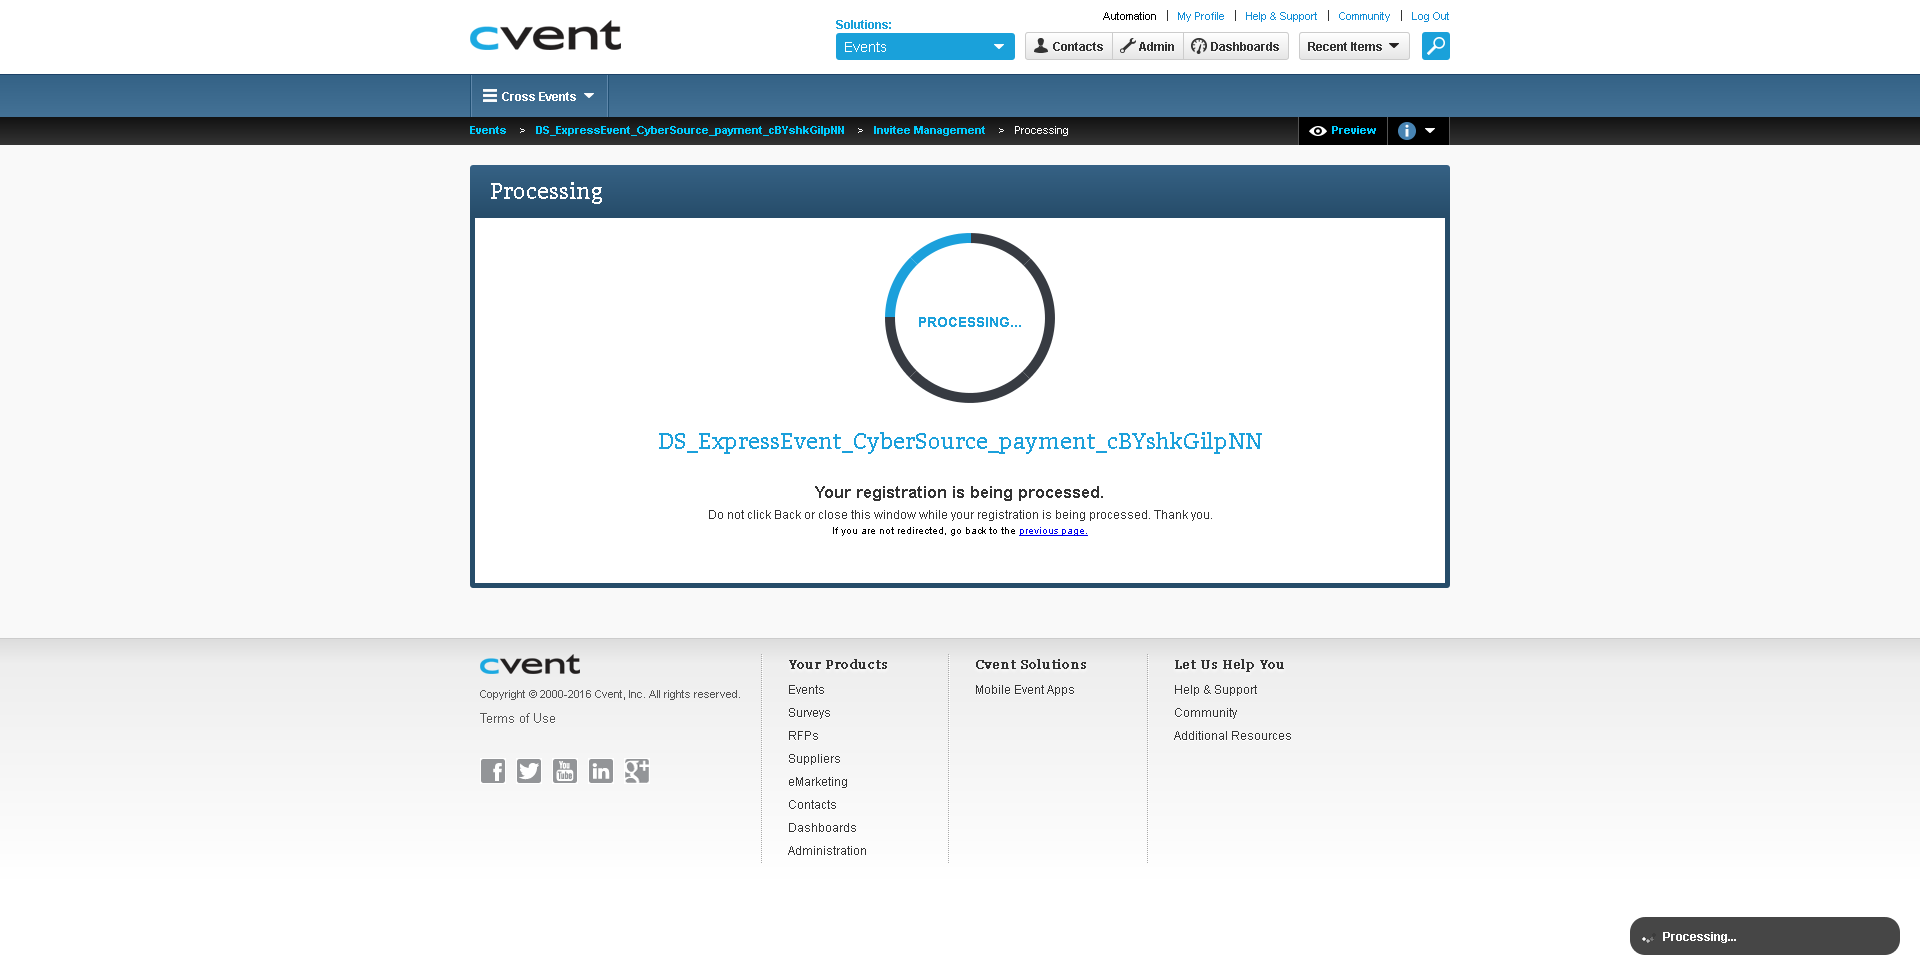 cvent
Solutions:
Events
Automation
My Profile
Help & Support
Community
Log Out
Contacts
Admin
Dashboards
Recent Items
Cross Events
Events > DS_ExpressEvent_CyberSource_payment_cBYshkGilpNN > Invitee Management > Processing
Preview
Processing
PROCESSING...
DS_ExpressEvent_CyberSource_payment_cBYshkGilpNN
Your registration is being processed.
Do not click Back or close this window while your registration is being processed. Thank you.
If you are not redirected, go back to the previous page.
cvent
Copyright © 2000-2016 Cvent, Inc. All rights reserved.
Terms of Use
Your Products
Events
Surveys
RFPs
Suppliers
eMarketing
Contacts
Dashboards
Administration
Cvent Solutions
Mobile Event Apps
Let Us Help You
Help & Support
Community
Additional Resources
Processing...